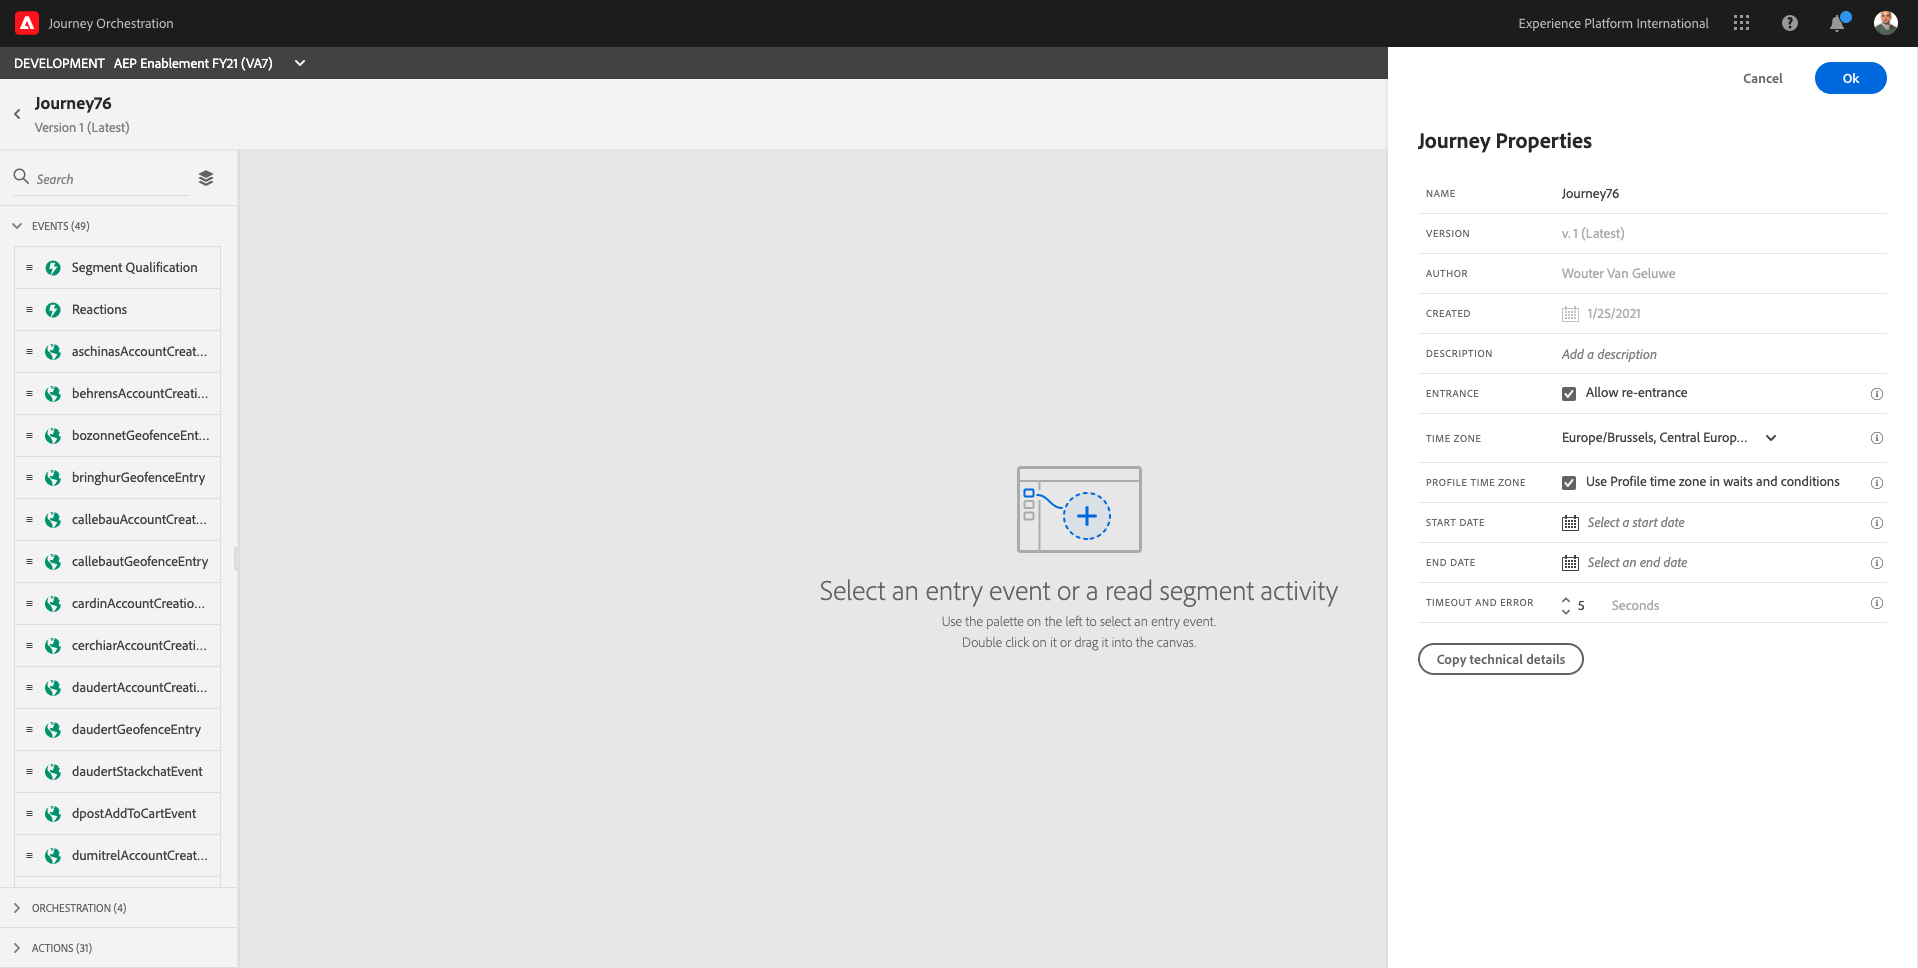 Journey Orchestration
Experience Platform International
DEVELOPMENT AEP Enablement FY21 (VA7)
Cancel
Ok
Journey76
Version 1 (Latest)
Search
EVENTS (49)
Segment Qualification
Reactions
aschinasAccountCreat...
behrensAccountCreati...
bozonnetGeofenceEnt...
bringhurGeofenceEntry
callebauAccountCreat...
callebautGeofenceEntry
cardinAccountCreatio...
cerchiarAccountCreati...
daudertAccountCreati...
daudertGeofenceEntry
daudertStackchatEvent
dpostAddToCartEvent
dumitrelAccountCreat...
ORCHESTRATION (4)
ACTIONS (31)
Select an entry event or a read segment activity
Use the palette on the left to select an entry event.
Double click on it or drag it into the canvas.
Journey Properties
NAME Journey76
VERSION v. 1 (Latest)
AUTHOR Wouter Van Geluwe
CREATED 1/25/2021
DESCRIPTION Add a description
ENTRANCE Allow re-entrance
TIME ZONE Europe/Brussels, Central Europ...
PROFILE TIME ZONE Use Profile time zone in waits and conditions
START DATE Select a start date
END DATE Select an end date
TIMEOUT AND ERROR 5 Seconds
Copy technical details